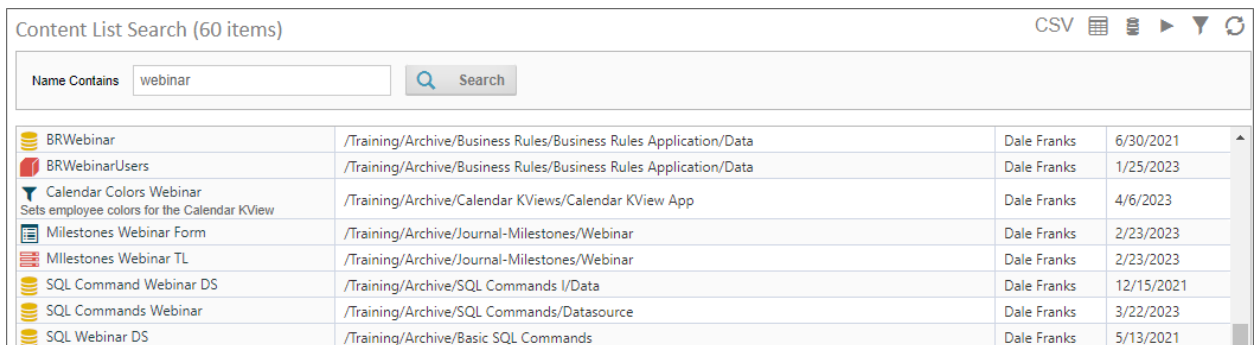 Content List Search (60 items) CSV
Name Contains webinar Search
BRWebinar /Training/Archive/Business Rules/Business Rules Application/Data Dale Franks 6/30/2021
BRWebinarUsers /Training/Archive/Business Rules/Business Rules Application/Data Dale Franks 1/25/2023
Calendar Colors Webinar /Training/Archive/Calendar KViews/Calendar KView App Dale Franks 4/6/2023
Sets employee colors for the Calendar KView
Milestones Webinar Form /Training/Archive/Journal-Milestones/Webinar Dale Franks 2/23/2023
MIlestones Webinar TL /Training/Archive/Journal-Milestones/Webinar Dale Franks 2/23/2023
SQL Command Webinar DS /Training/Archive/SQL Commands I/Data Dale Franks 12/15/2021
SQL Commands Webinar /Training/Archive/SQL Commands/Datasource Dale Franks 3/22/2023
SQL Webinar DS /Training/Archive/Basic SQL Commands Dale Franks 5/13/2021